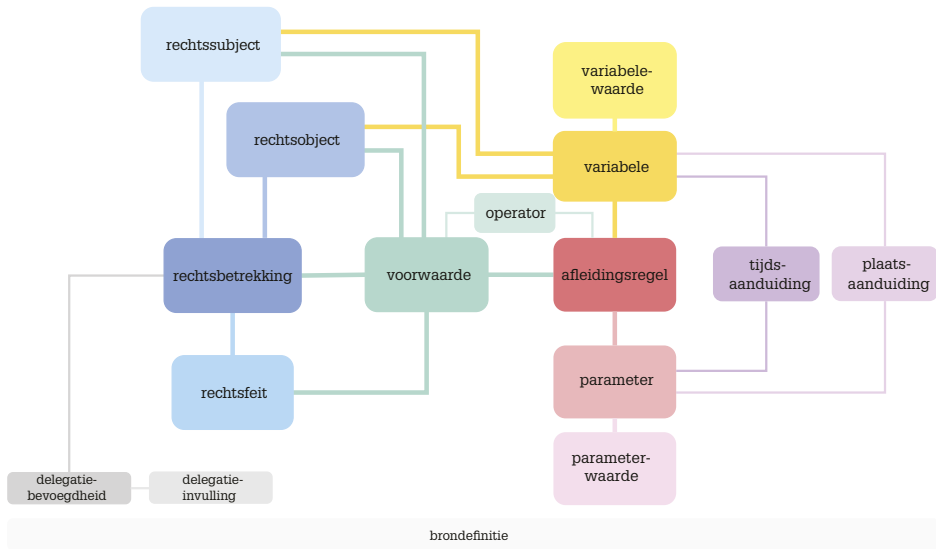 rechtssubject
variabele-
waarde
rechtsobject
variabele
operator
rechtsbetrekking
voorwaarde
afleidingsregel
tijds-
aanduiding
plaats-
aanduiding
rechtsfeit
parameter
parameter-
waarde
delegatie-
bevoegdheid
delegatie-
invulling
brondefinitie